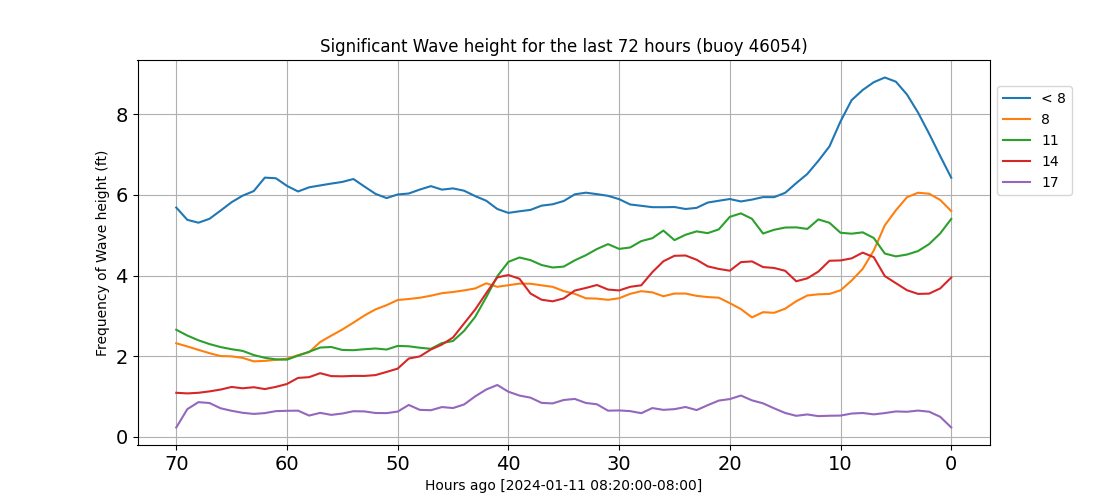 Significant Wave height for the last 72 hours (buoy 46054)
Frequency of Wave height (ft)
8
6
4
2
0
70 60 50 40 30 20 10 0
Hours ago [2024-01-11 08:20:00-08:00]
< 8
8
11
14
17